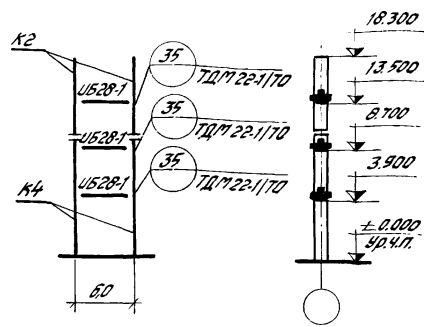 К2
35
ТДМ 22-1/70
ИБ28-1
35
ТДМ 22-1/70
ИБ28-1
35
ТДМ 22-1/70
ИБ28-1
К4
6,0
18.300
13.500
8.700
3.900
±0.000
Ур.ч.п.